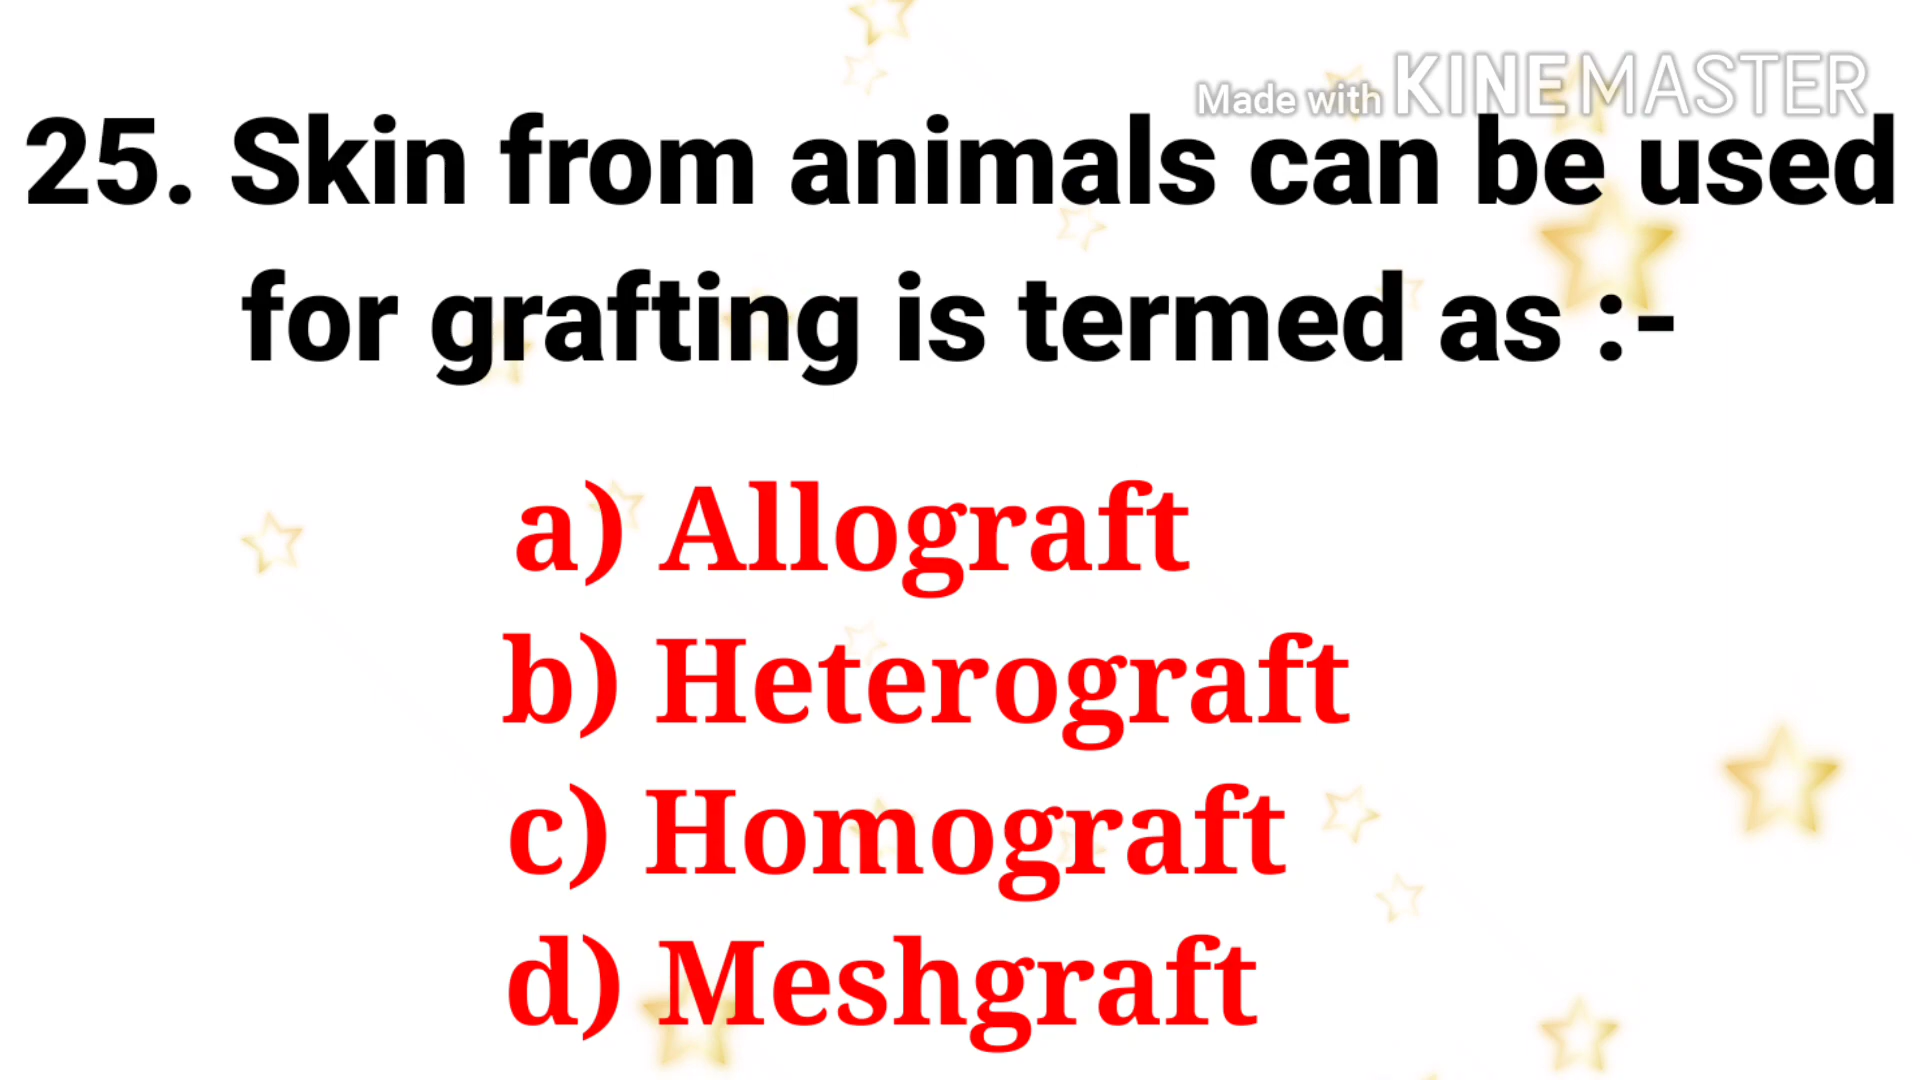 Made with KINEMASTER
25. Skin from animals can be used
for grafting is termed as :-
a) Allograft
b) Heterograft
c) Homograft
d) Meshgraft